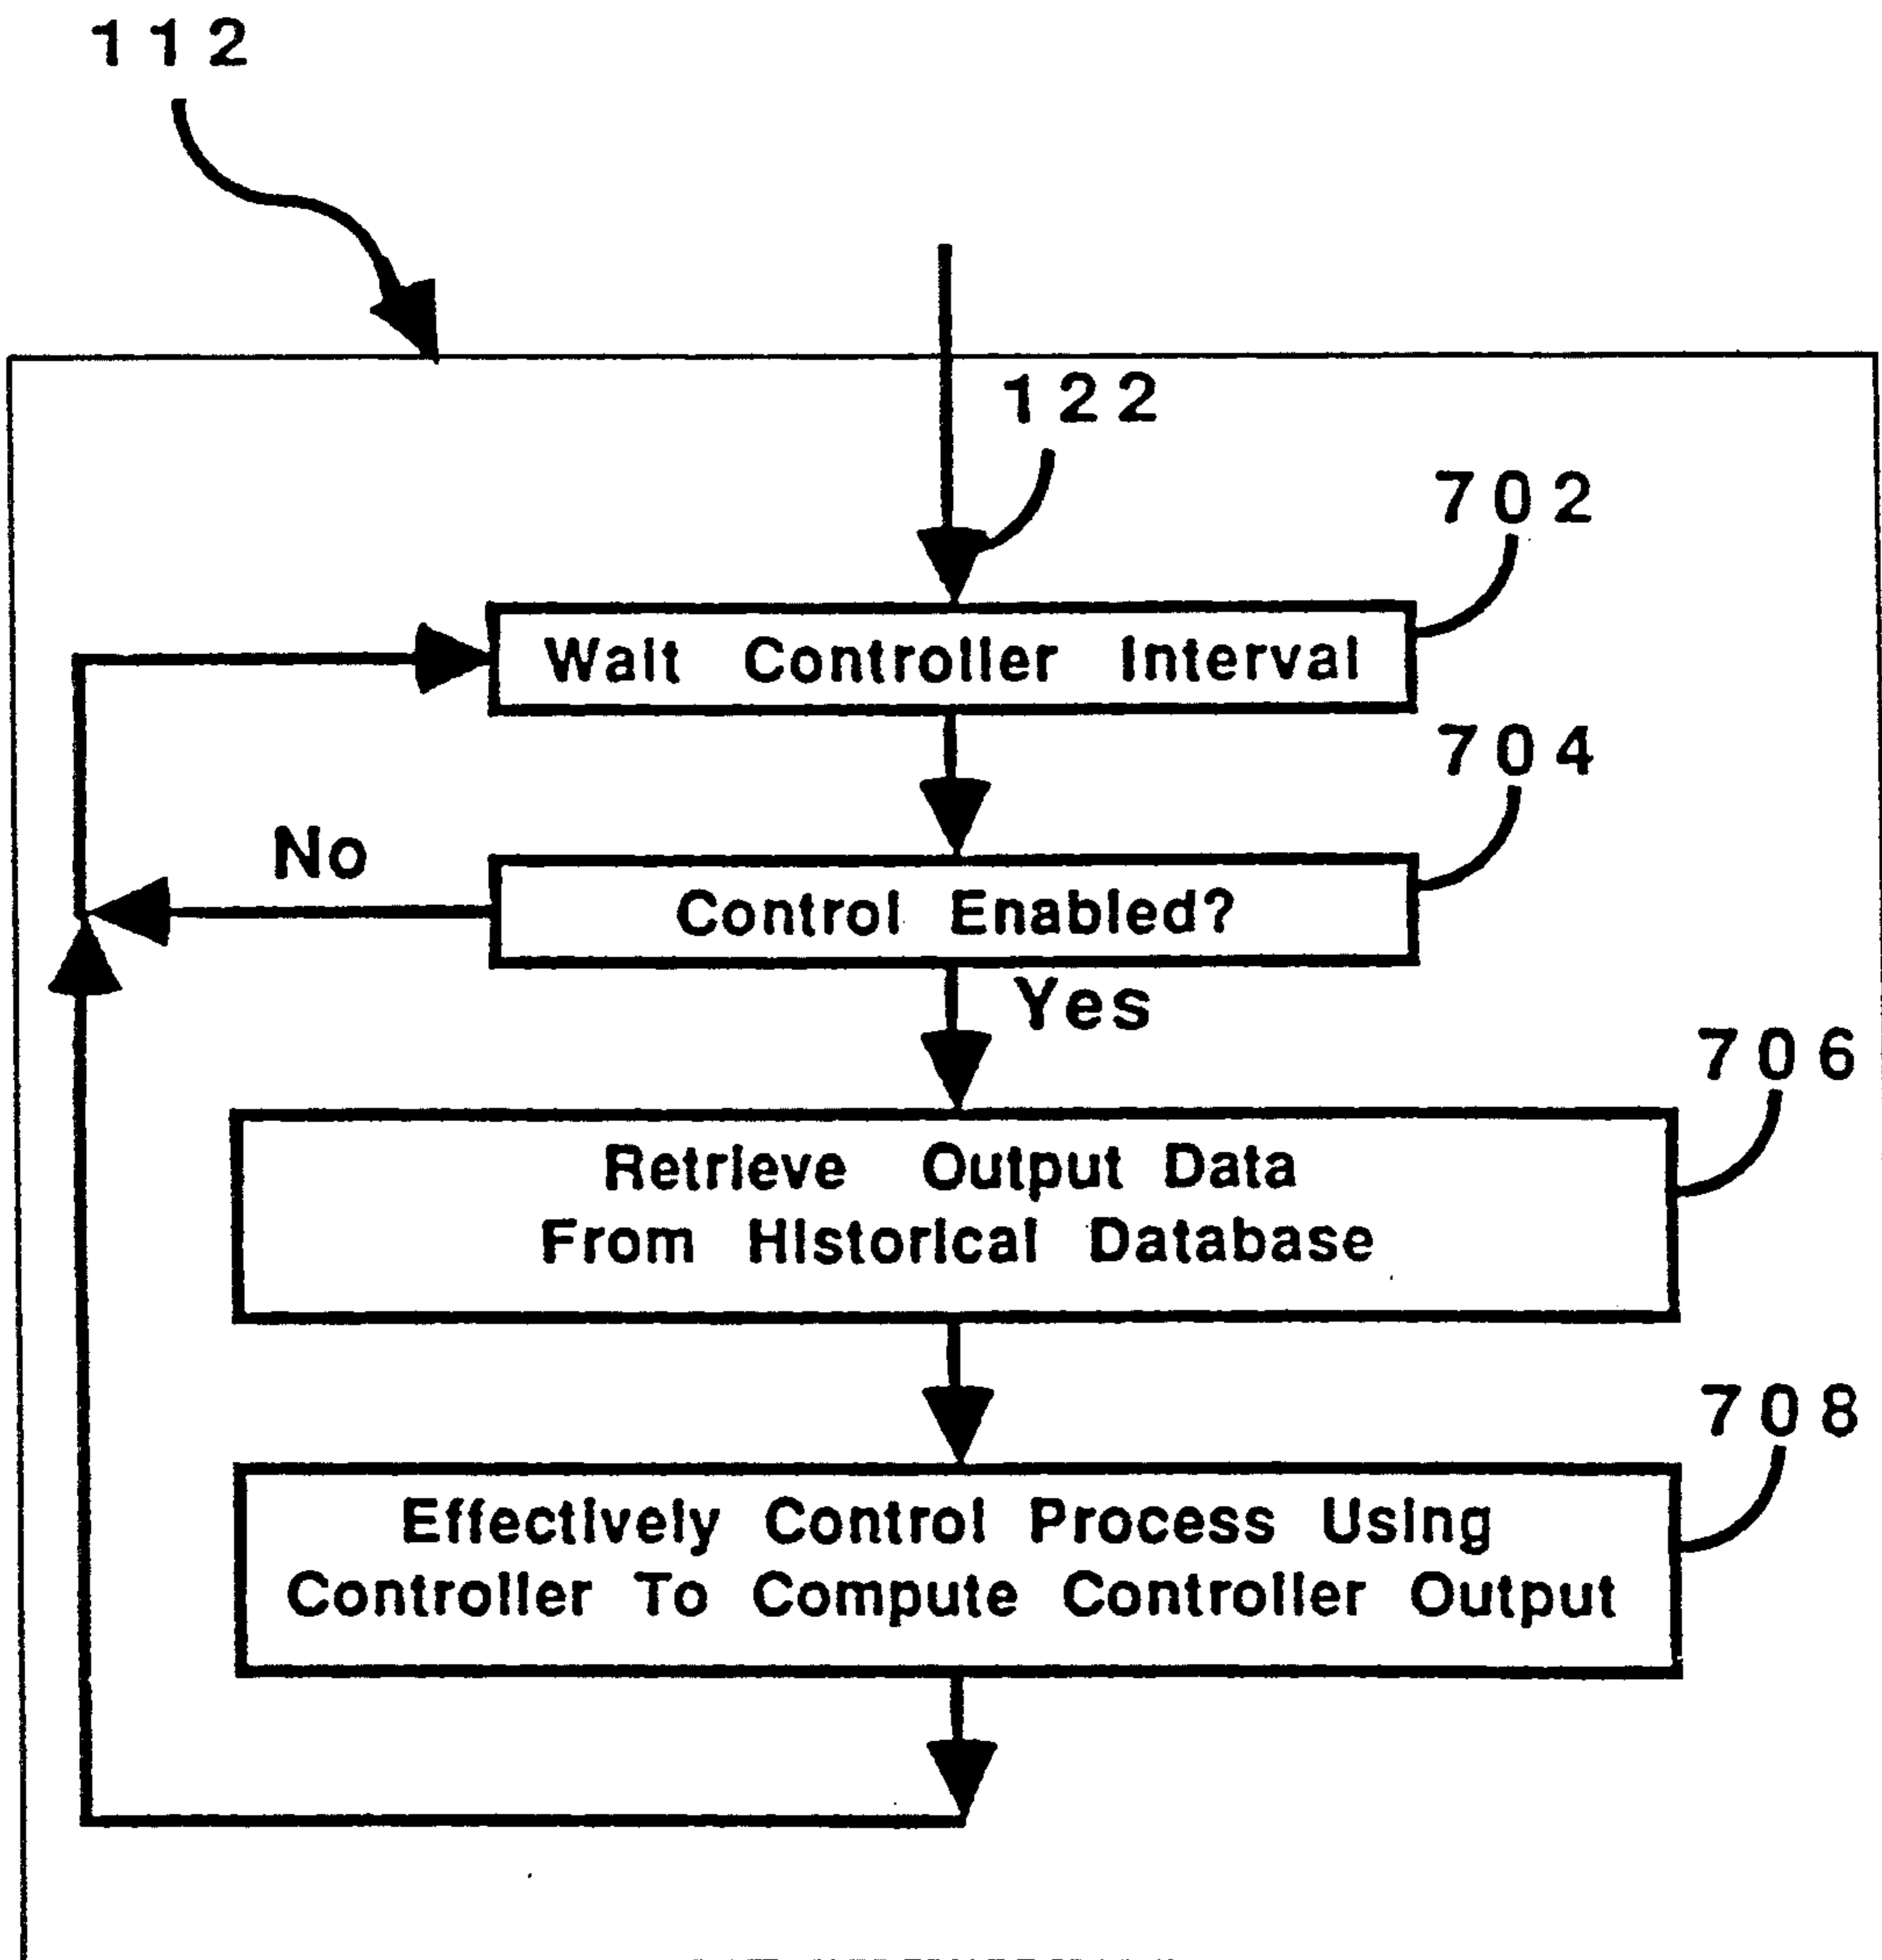 112
122
702
Wait Controller Interval
704
No
Control Enabled?
Yes
706
Retrieve Output Data
From Historical Database
708
Effectively Control Process Using
Controller To Compute Controller Output